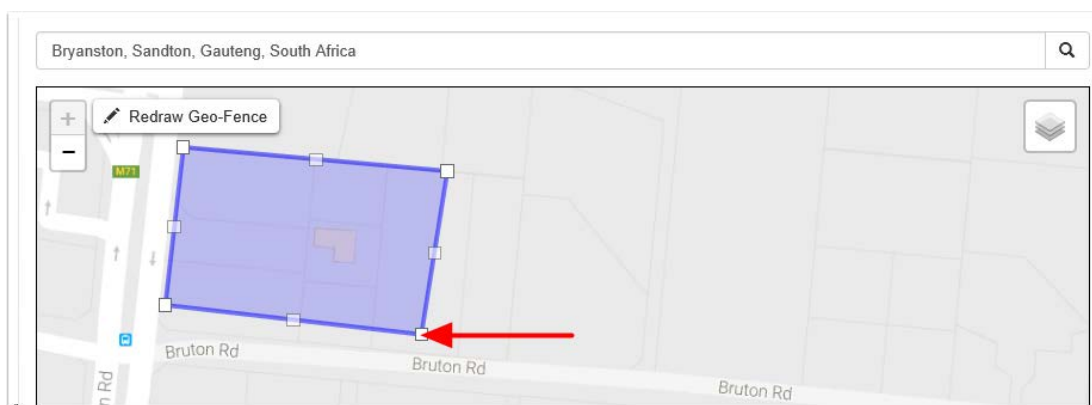 Bryanston, Sandton, Gauteng, South Africa
+
Redraw Geo-Fence
−
M71
Bruton Rd
Bruton Rd
Bruton Rd
n Rd